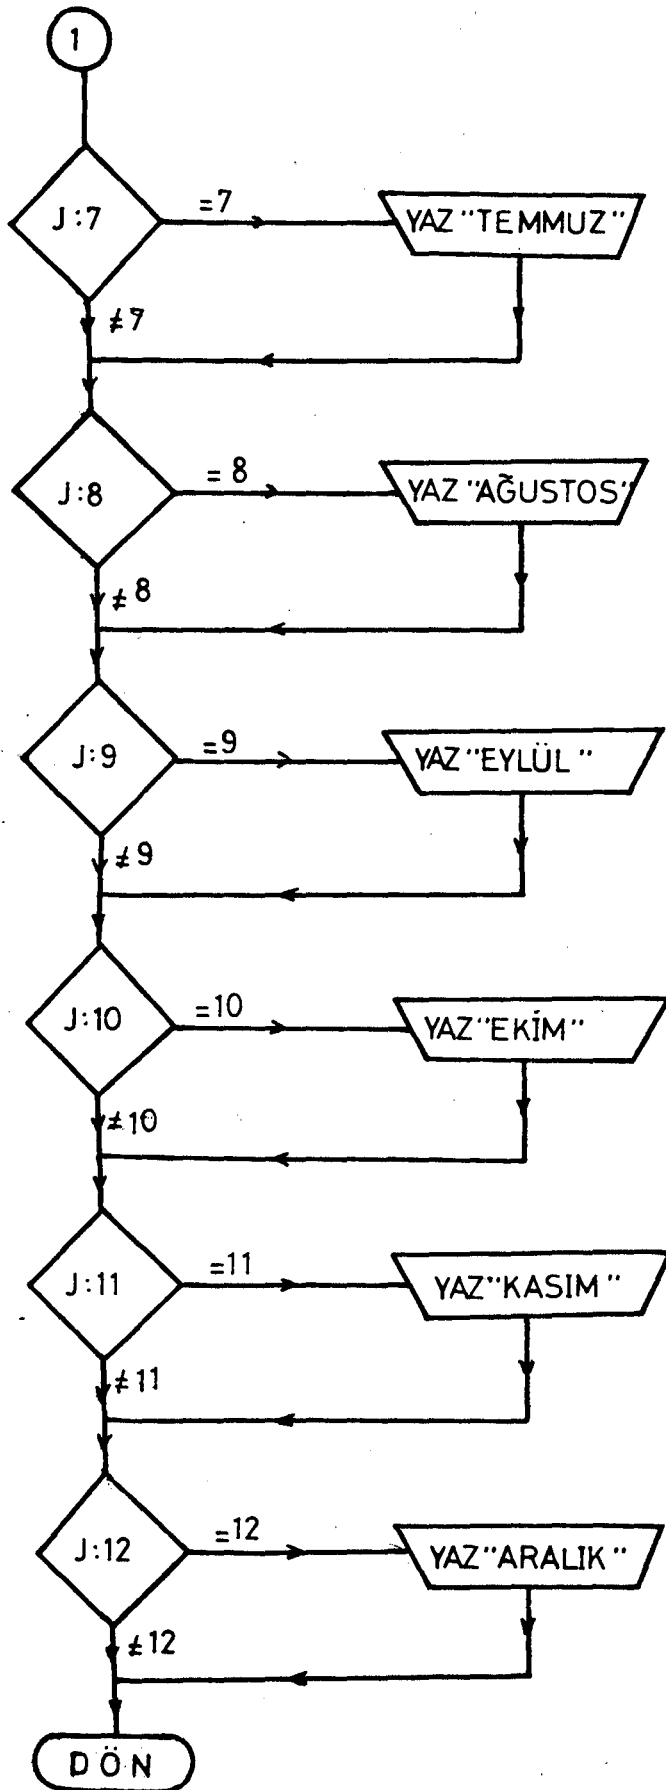 1
J:7
=7
YAZ "TEMMUZ"
≠7
J:8
=8
YAZ "AĞUSTOS"
≠8
J:9
=9
YAZ "EYLÜL"
≠9
J:10
=10
YAZ "EKİM"
≠10
J:11
=11
YAZ "KASIM"
≠11
J:12
=12
YAZ "ARALIK"
≠12
DÖN